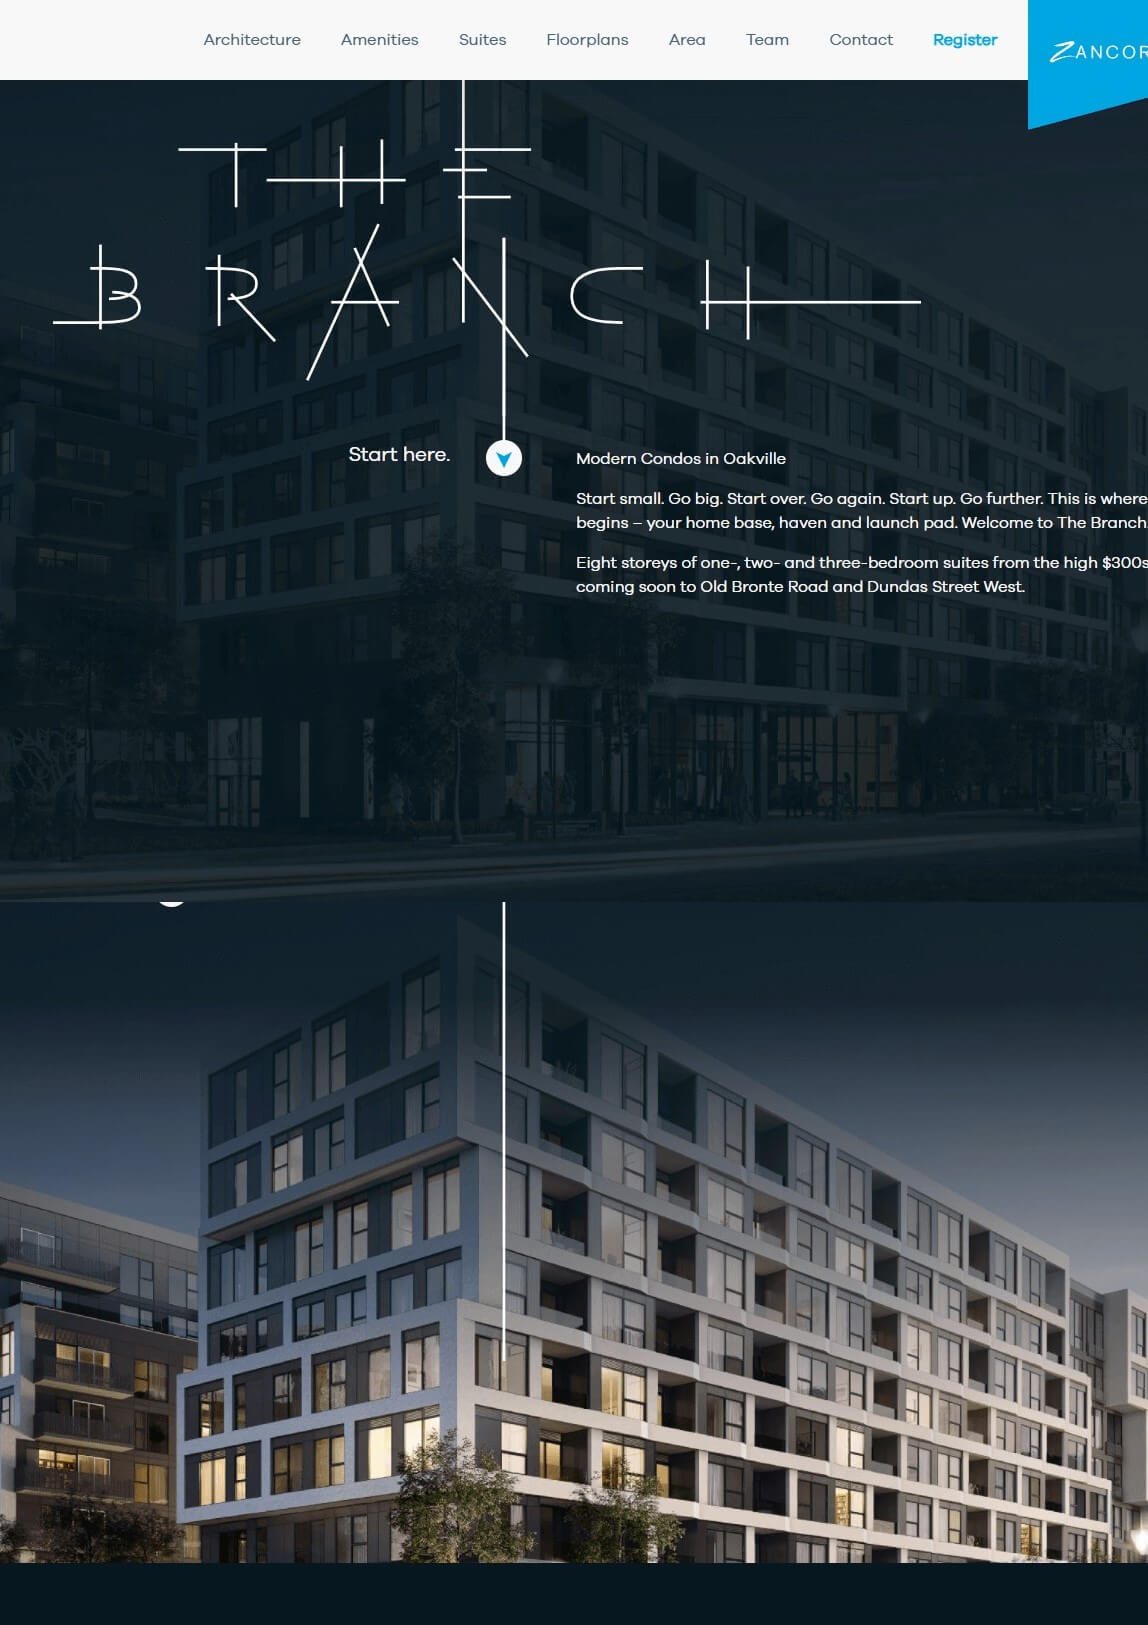 Architecture Amenities Suites Floorplans Area Team Contact Register
ZANCOR
THE
BRANCH
Start here.
Modern Condos in Oakville
Start small. Go big. Start over. Go again. Start up. Go further. This is where
begins – your home base, haven and launch pad. Welcome to The Branch
Eight storeys of one-, two- and three-bedroom suites from the high $300s
coming soon to Old Bronte Road and Dundas Street West.